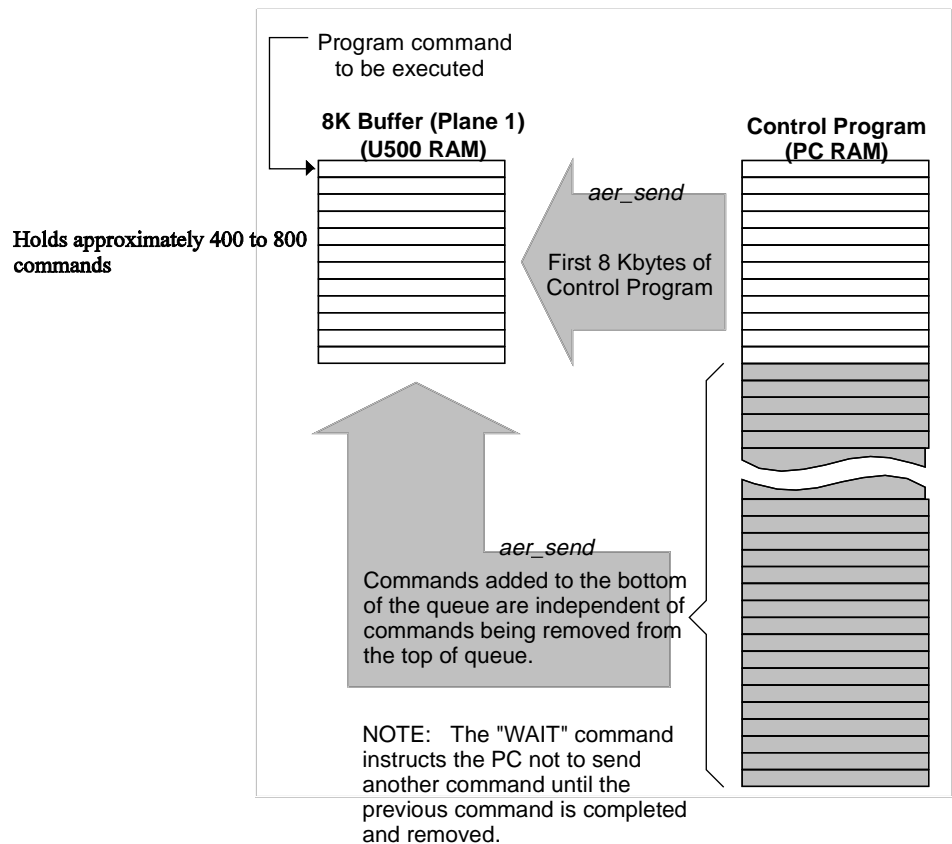 Program command
to be executed
8K Buffer (Plane 1)
(U500 RAM)
Control Program
(PC RAM)
Holds approximately 400 to 800
commands
aer_send
First 8 Kbytes of
Control Program
aer_send
Commands added to the bottom
of the queue are independent of
commands being removed from
the top of queue.
NOTE: The "WAIT" command
instructs the PC not to send
another command until the
previous command is completed
and removed.